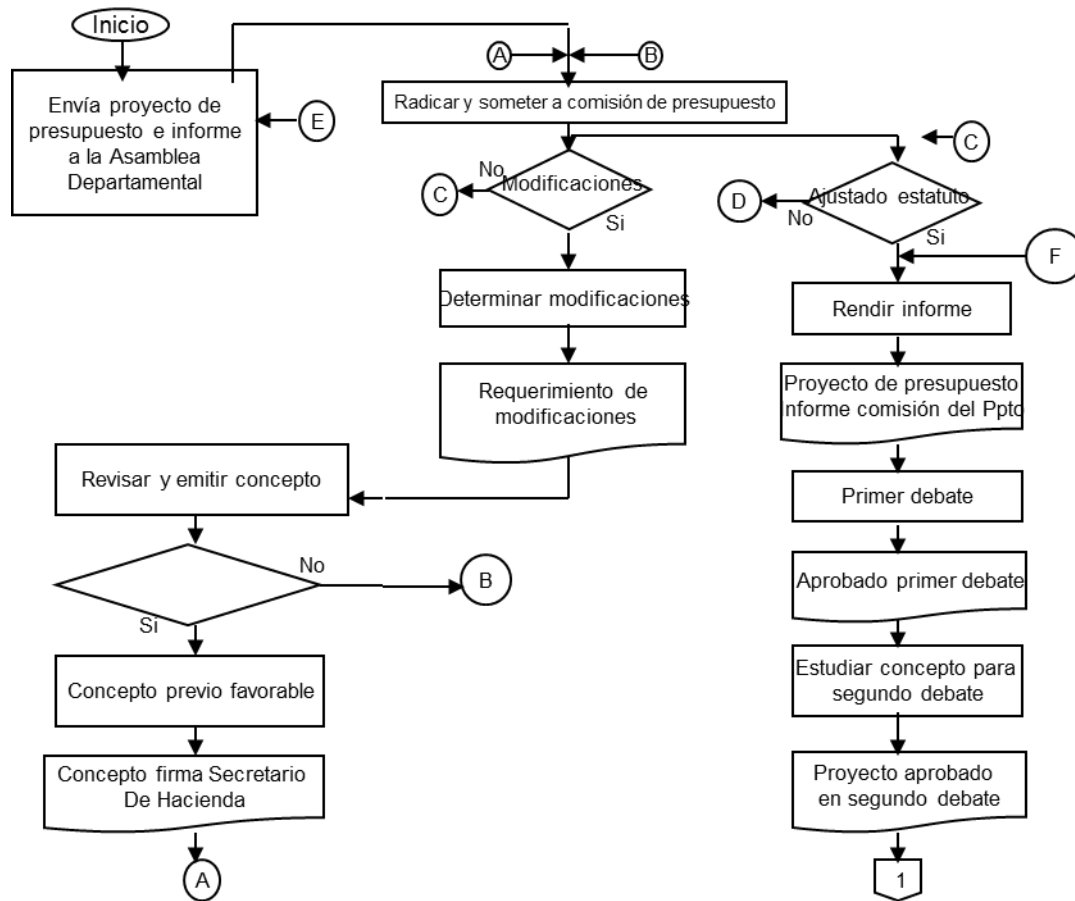 Inicio
Envía proyecto de
presupuesto e informe
a la Asamblea
Departamental
E
A
B
Radicar y someter a comisión de presupuesto
No
Modificaciones
C
Si
Determinar modificaciones
Requerimiento de
modificaciones
Revisar y emitir concepto
No
B
Si
Concepto previo favorable
Concepto firma Secretario
De Hacienda
A
C
Ajustado estatuto
D
No
Si
F
Rendir informe
Proyecto de presupuesto
Informe comisión del Ppto
Primer debate
Aprobado primer debate
Estudiar concepto para
segundo debate
Proyecto aprobado
en segundo debate
1